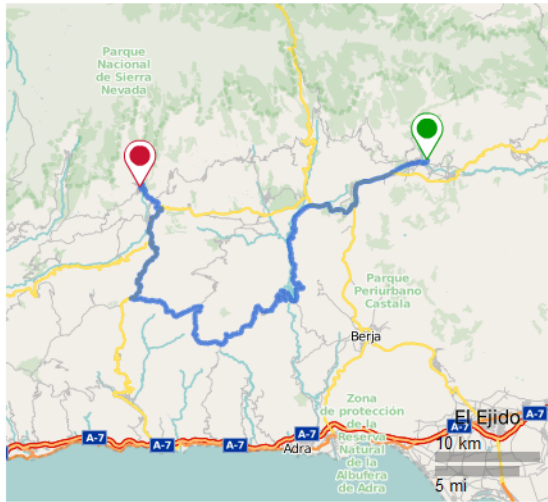 Parque
Nacional
de Sierra
Nevada
Parque
Periurbano
Castala
Berja
Zona
de protección
de la
Reserva
Natural
de la
Albufera
de Adra
El Ejido
A-7
A-7
A-7
A-7
A-7
A-7
Adra
10 km
5 mi